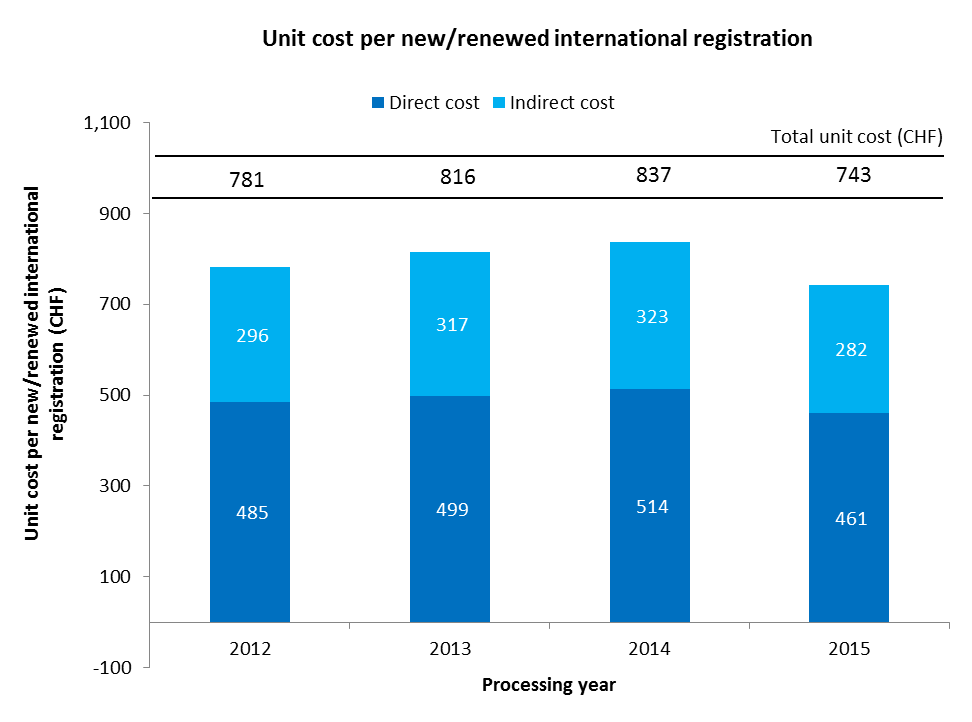 Unit cost per new/renewed international registration
Direct cost Indirect cost
Total unit cost (CHF)
781 816 837 743
1,100
900
700
500
300
100
-100
Unit cost per new/renewed international
registration (CHF)
296 317 323 282
485 499 514 461
2012 2013 2014 2015
Processing year